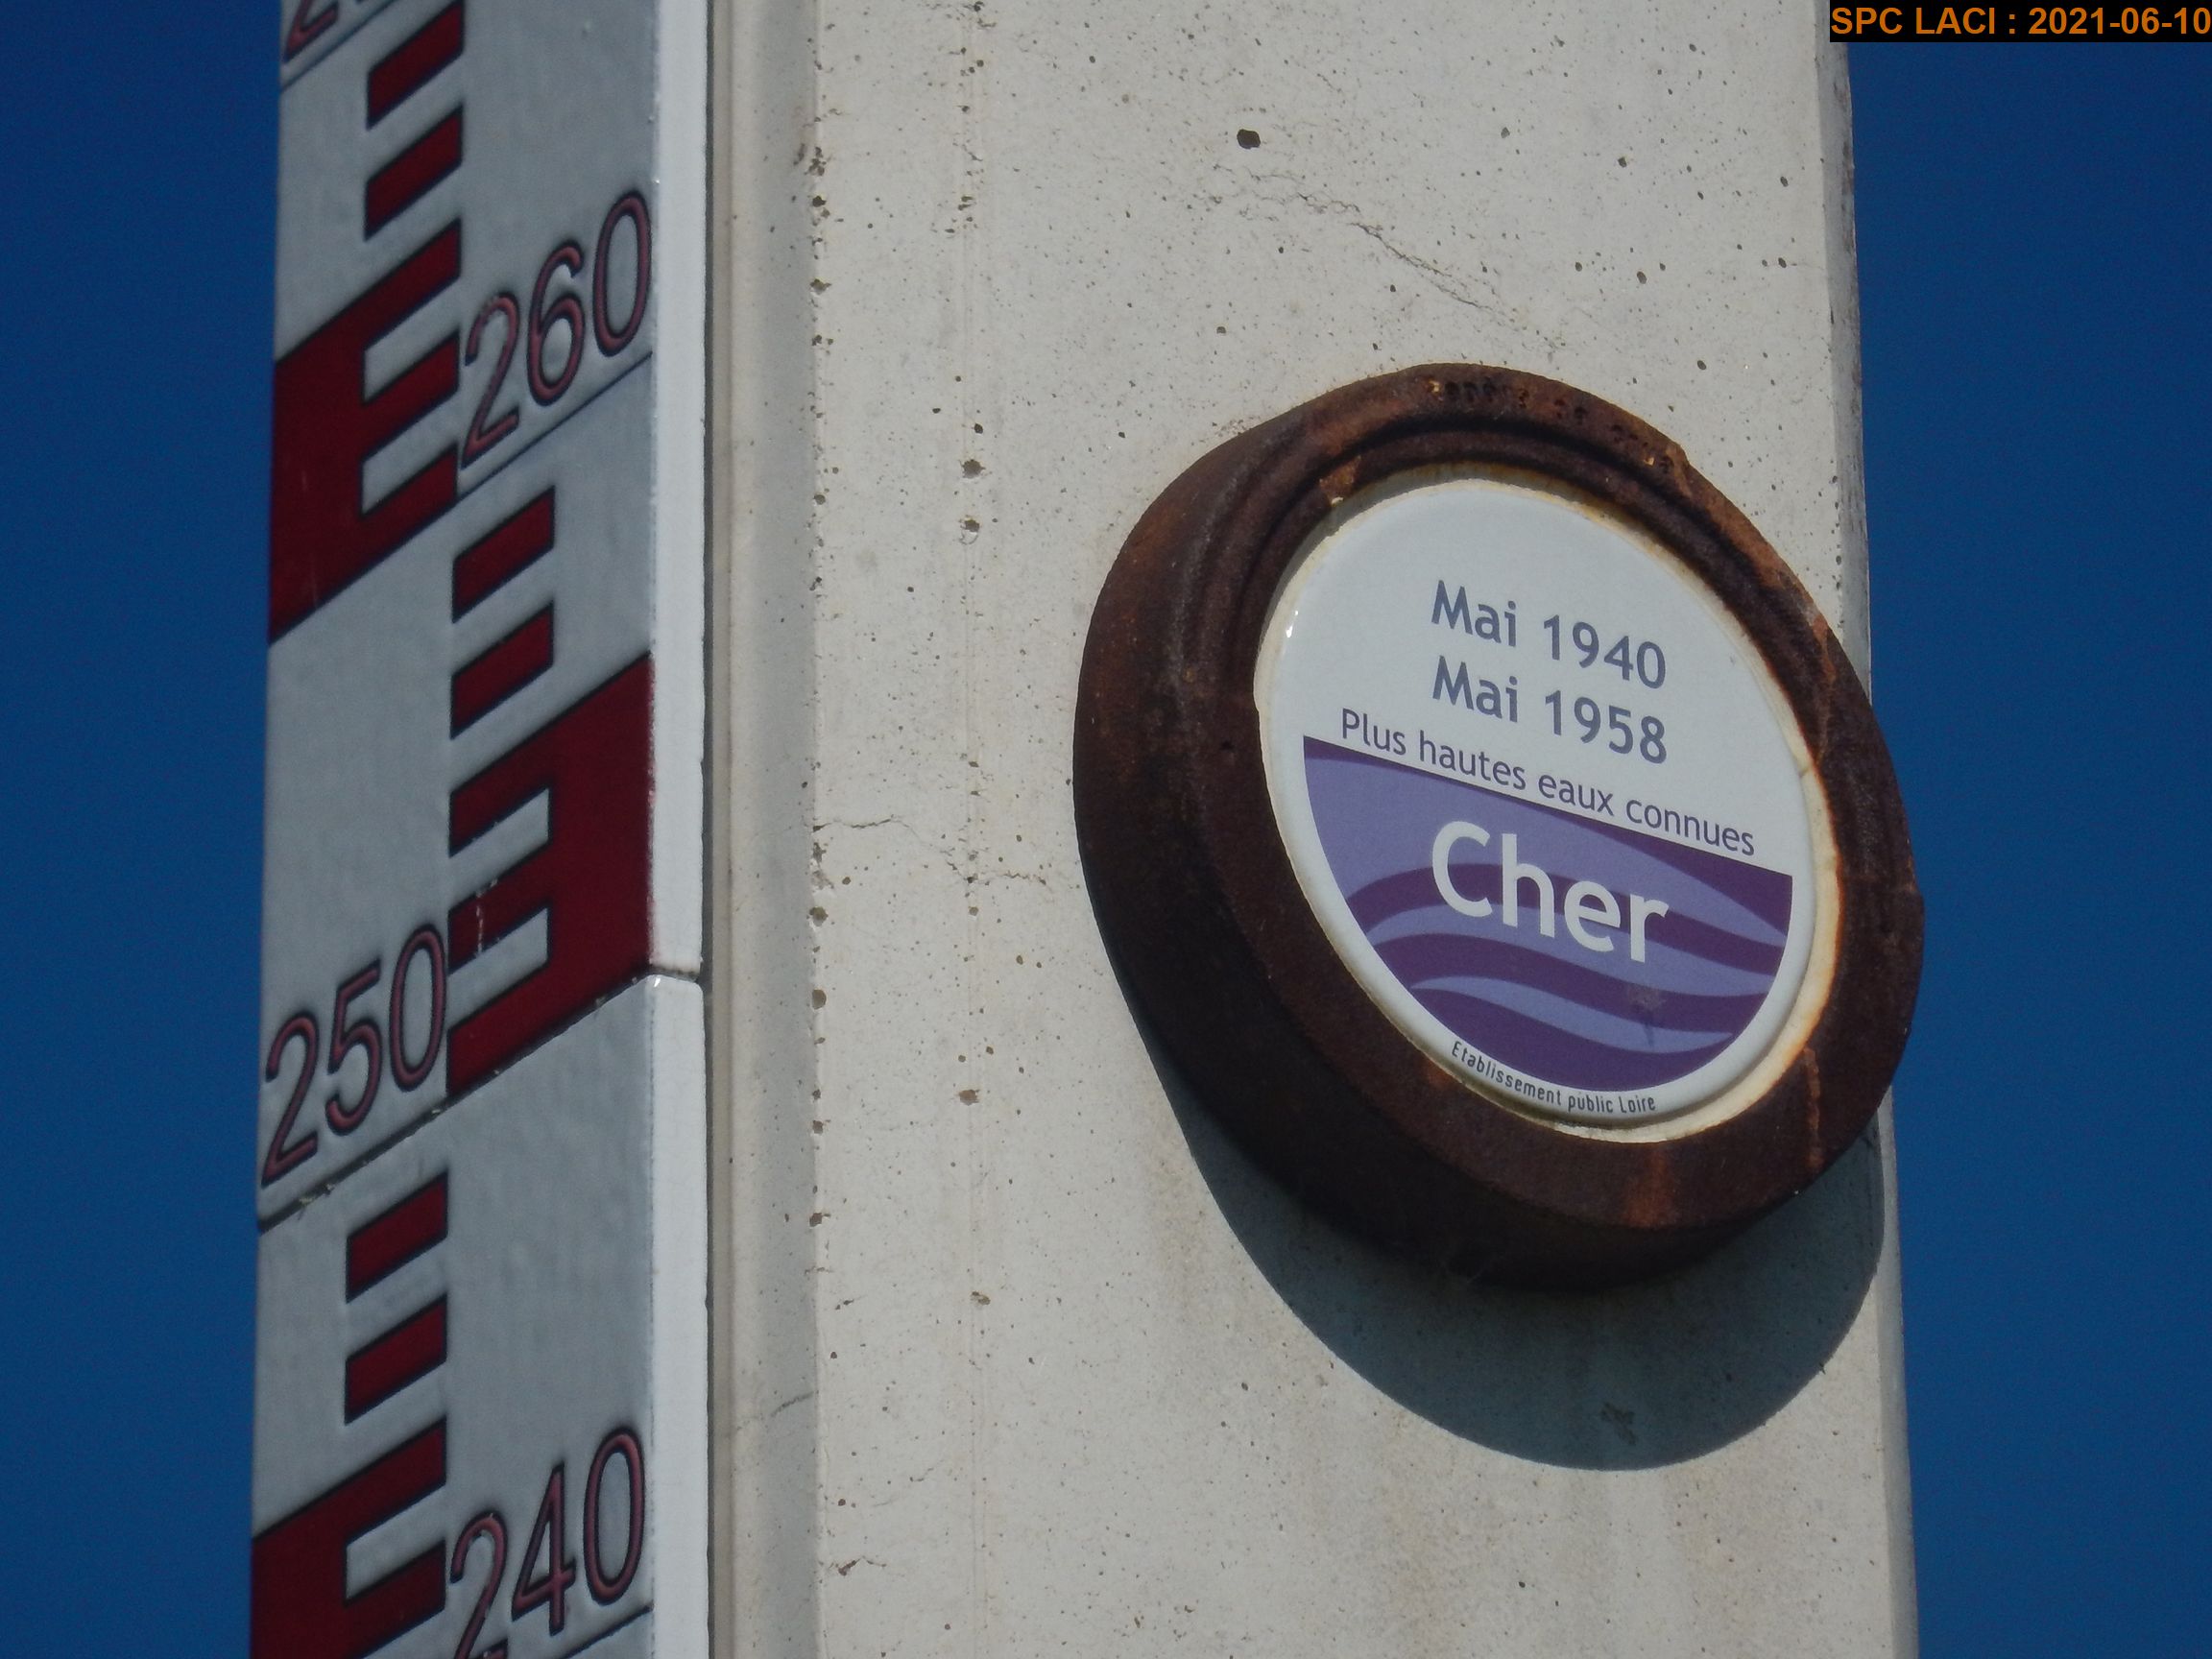 SPC LACI : 2021-06-10
260
250
240
Mai 1940
Mai 1958
Plus hautes eaux connues
Cher
Etablissement public Loire